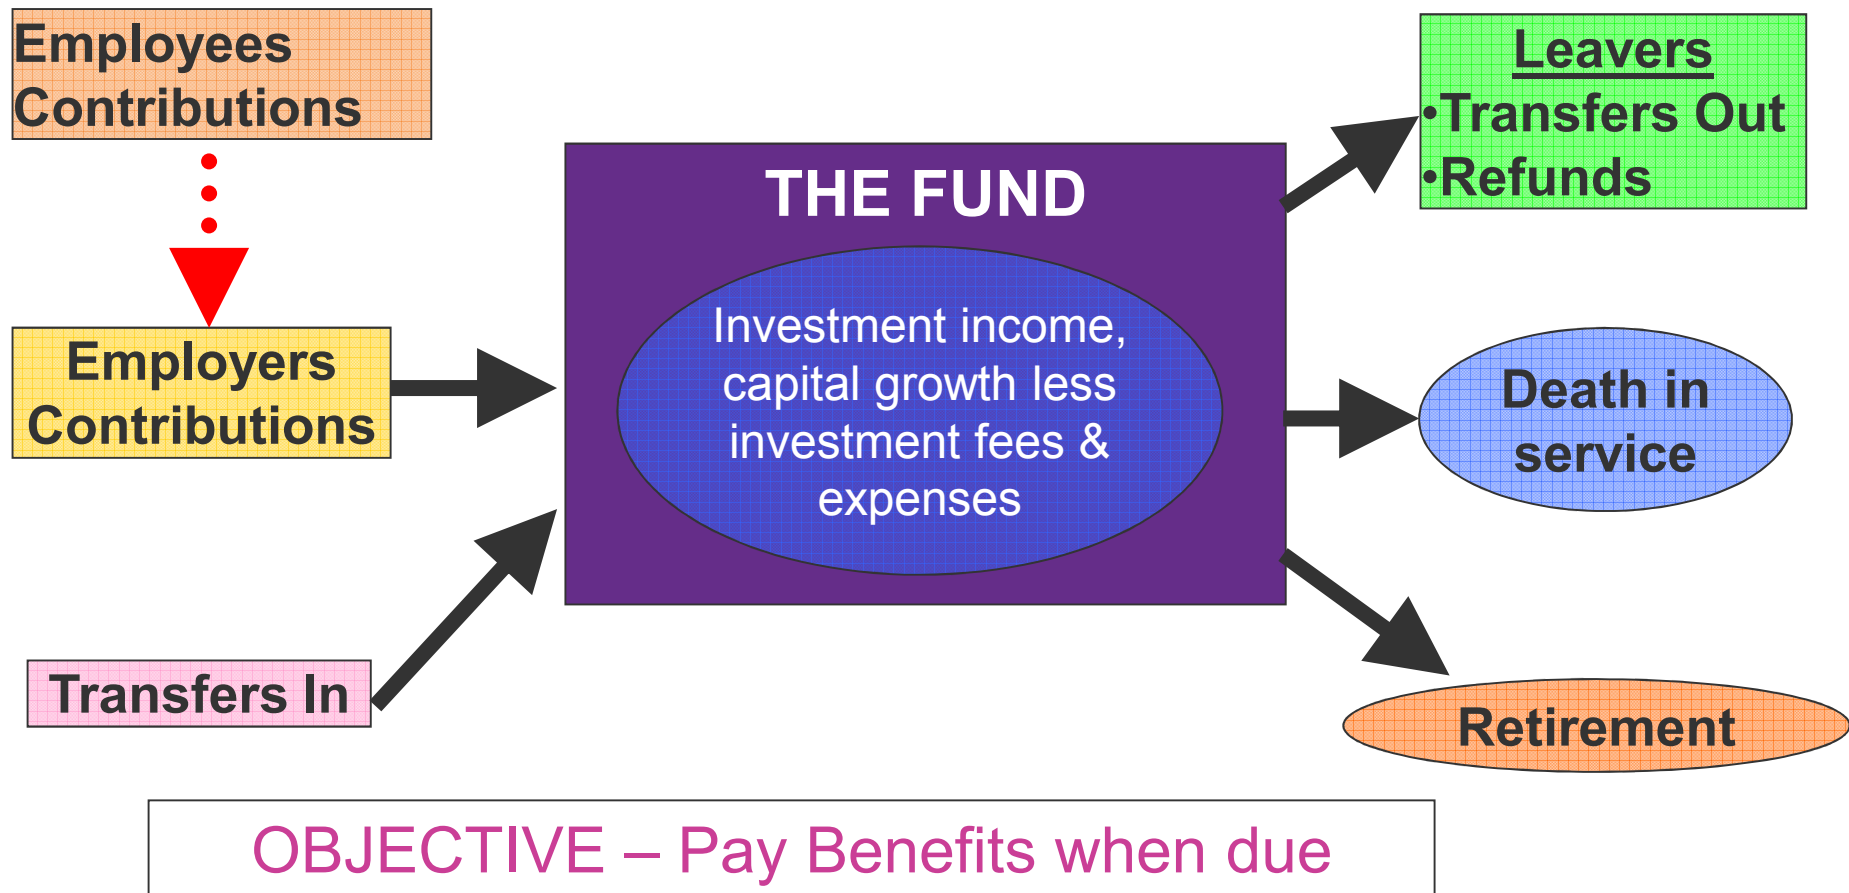 Employees
Contributions
Employers
Contributions
Transfers In
THE FUND
Investment income,
capital growth less
investment fees &
expenses
Leavers
•Transfers Out
•Refunds
Death in
service
Retirement
OBJECTIVE – Pay Benefits when due